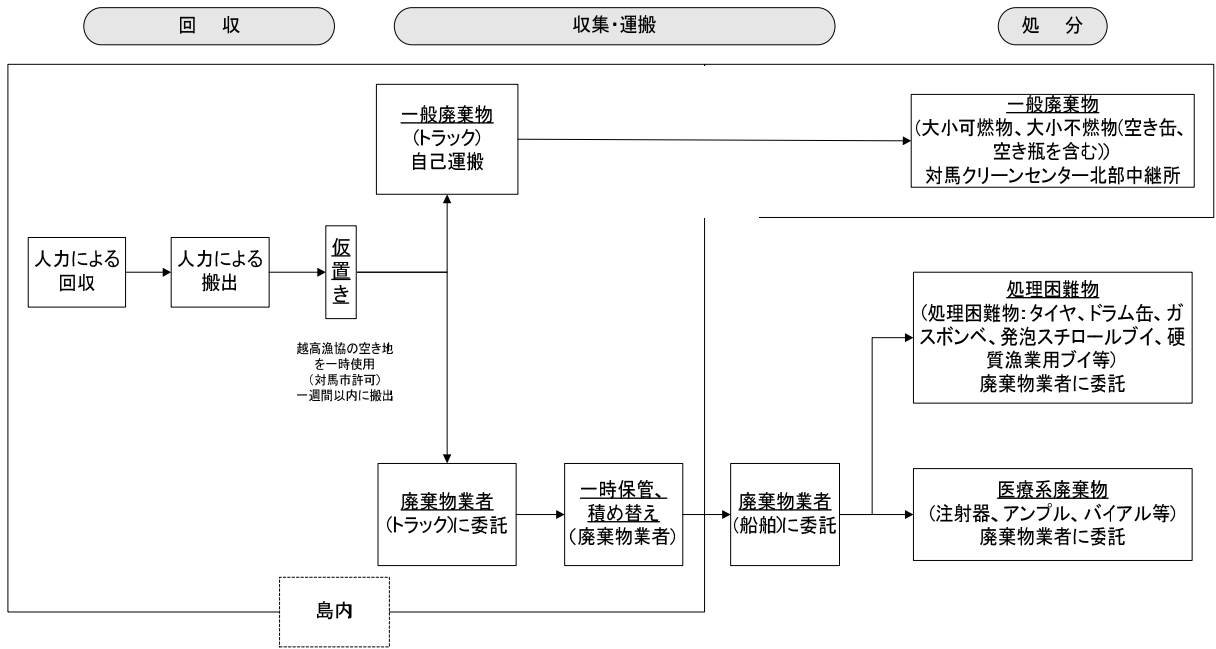 回　収
収集・運搬
処　分
一般廃棄物
(トラック)
自己運搬
一般廃棄物
(大小可燃物、大小不燃物(空き缶、
空き瓶を含む))
対馬クリーンセンター北部中継所
人力による
回収
人力による
搬出
仮置き
越高漁協の空き地
を一時使用
(対馬市許可)
一週間以内に搬出
処理困難物
(処理困難物：タイヤ、ドラム缶、ガ
スボンベ、発泡スチロールブイ、硬
質漁業用ブイ等)
廃棄物業者に委託
廃棄物業者
(トラック)に委託
一時保管、
積め替え
(廃棄物業者)
廃棄物業者
(船舶)に委託
医療系廃棄物
(注射器、アンプル、バイアル等)
廃棄物業者に委託
島内